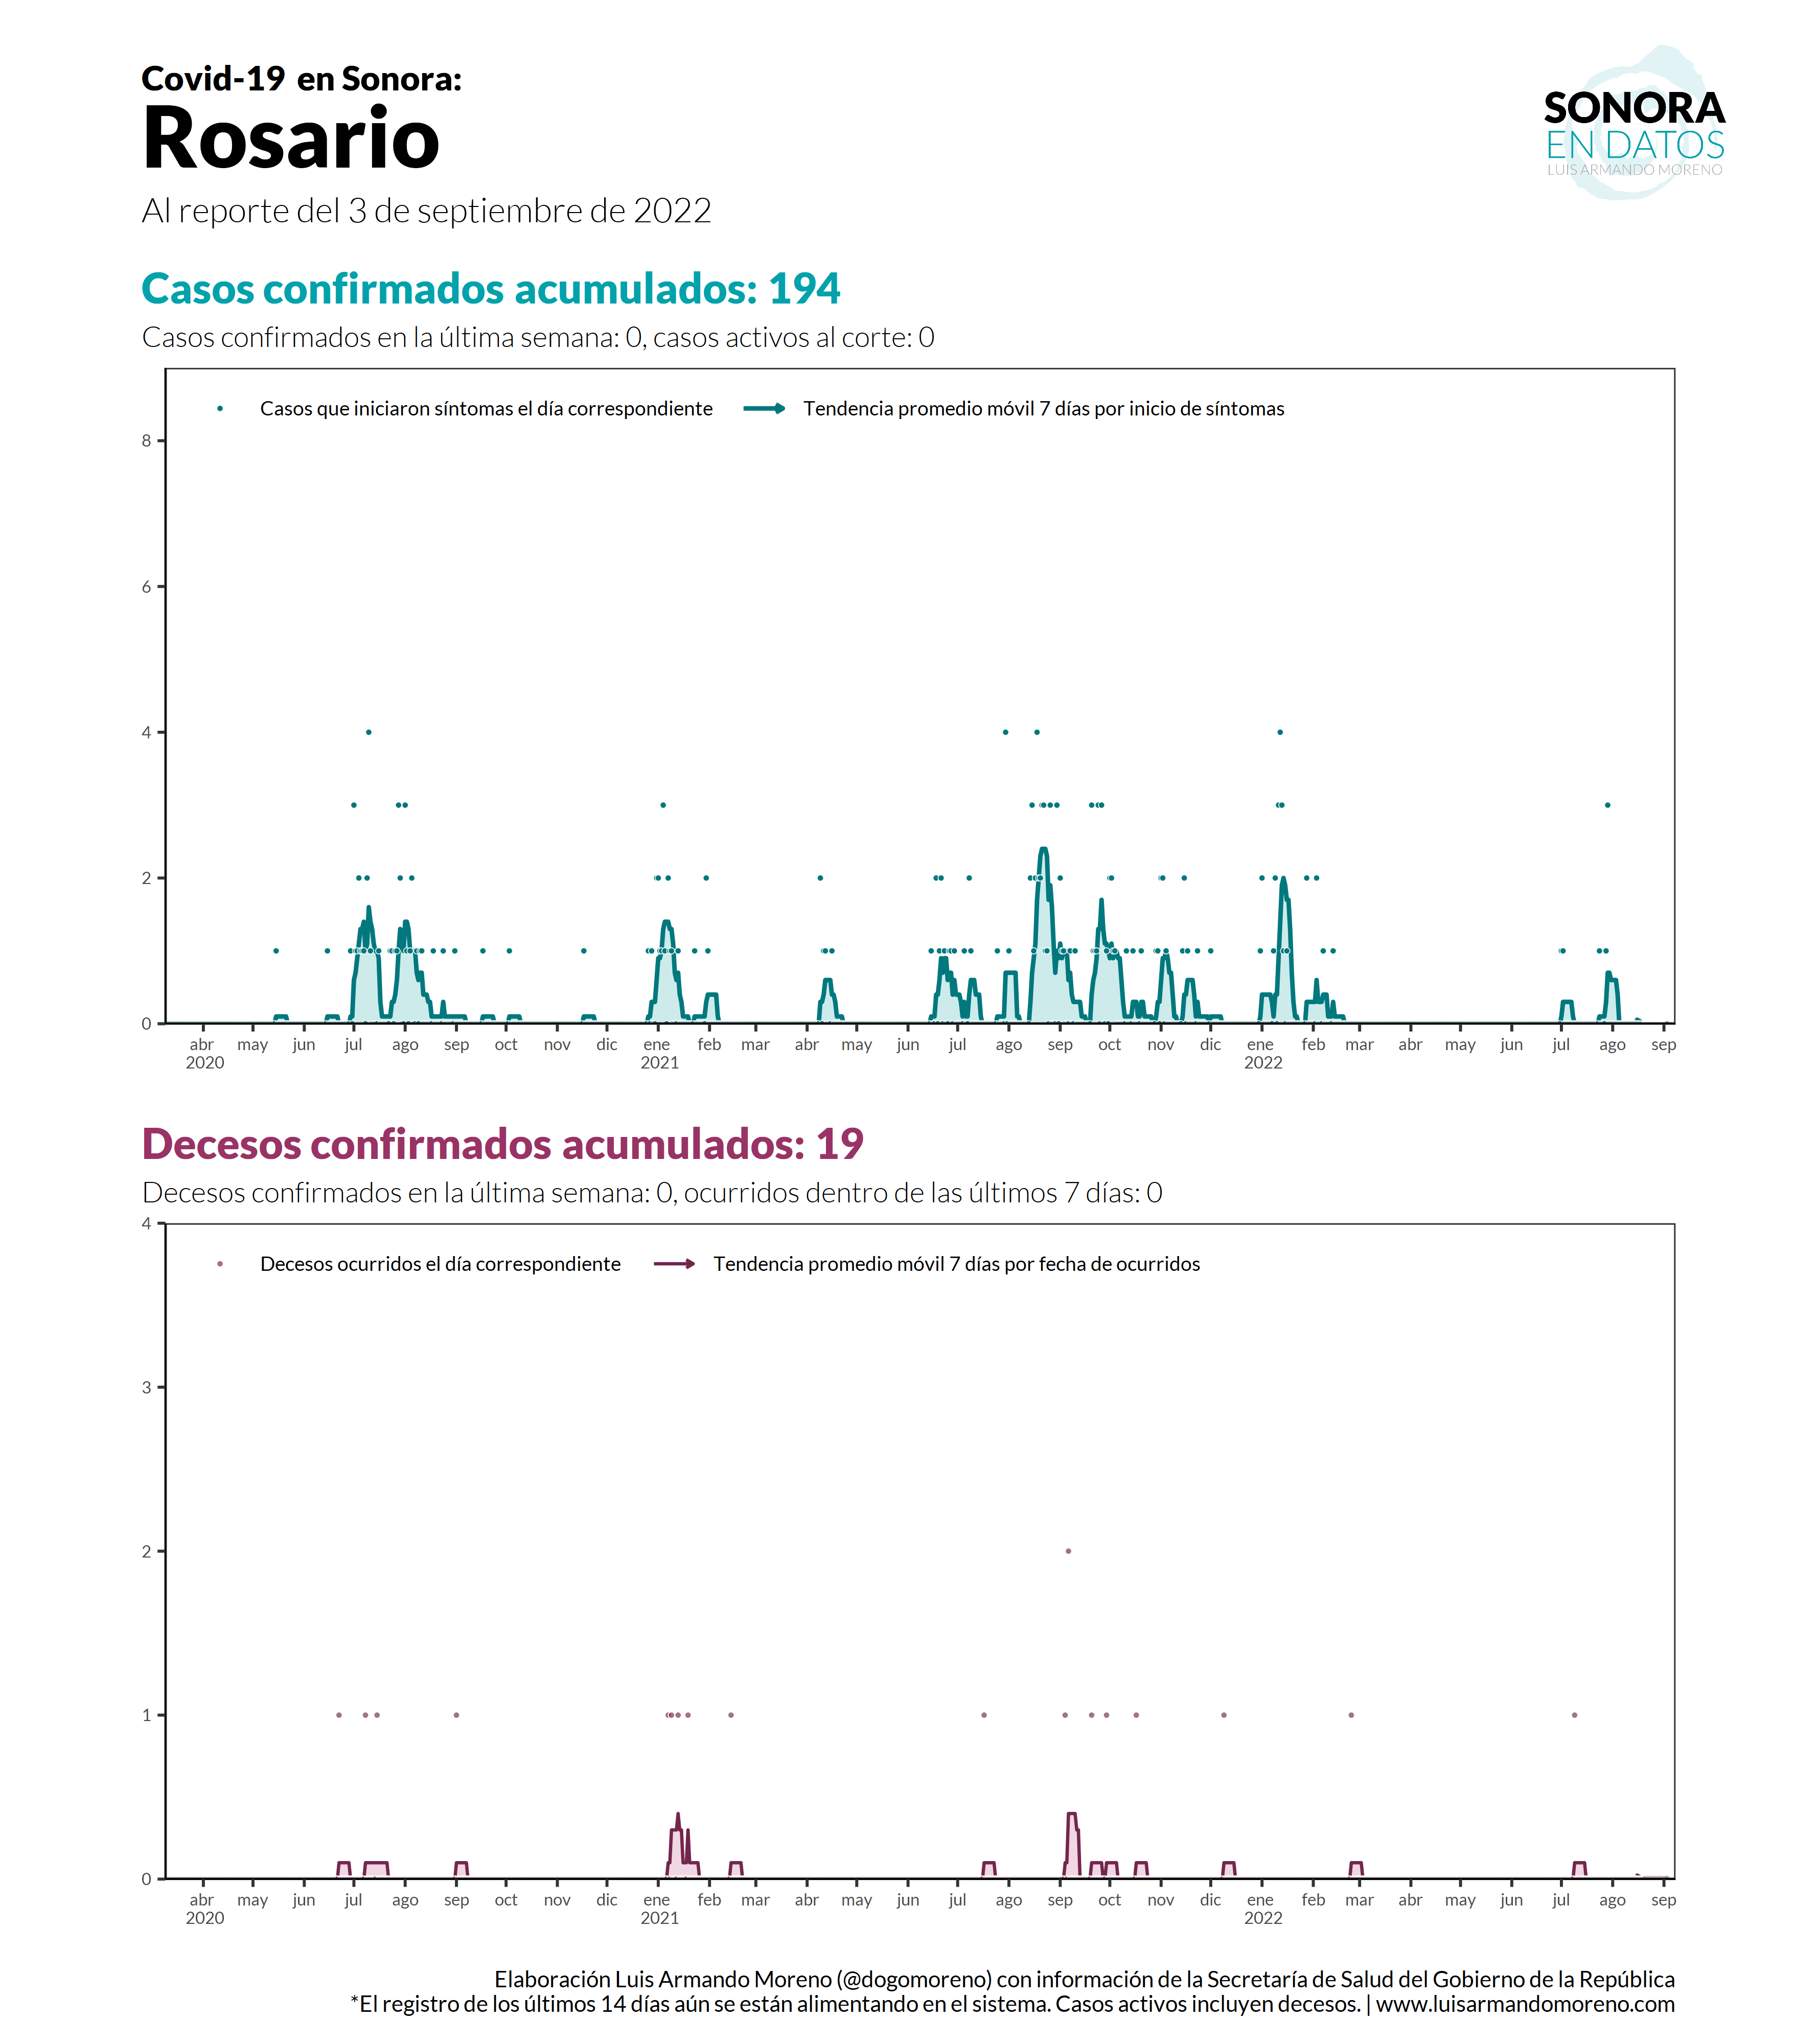 Covid-19 en Sonora:
Rosario
Al reporte del 3 de septiembre de 2022
SONORA
EN DATOS
LUIS ARMANDO MORENO
Casos confirmados acumulados: 194
Casos confirmados en la última semana: 0, casos activos al corte: 0
Casos que iniciaron síntomas el día correspondiente Tendencia promedio móvil 7 días por inicio de síntomas
8
6
4
2
0
abr may jun jul ago sep oct nov dic ene feb mar abr may jun jul ago sep oct nov dic ene feb mar abr may jun jul ago sep
2020 2021 2022
Decesos confirmados acumulados: 19
Decesos confirmados en la última semana: 0, ocurridos dentro de las últimos 7 días: 0
4
Decesos ocurridos el día correspondiente Tendencia promedio móvil 7 días por fecha de ocurridos
3
2
1
0
abr may jun jul ago sep oct nov dic ene feb mar abr may jun jul ago sep oct nov dic ene feb mar abr may jun jul ago sep
2020 2021 2022
Elaboración Luis Armando Moreno (@dogomoreno) con información de la Secretaría de Salud del Gobierno de la República
*El registro de los últimos 14 días aún se están alimentando en el sistema. Casos activos incluyen decesos. | www.luisarmandomoreno.com